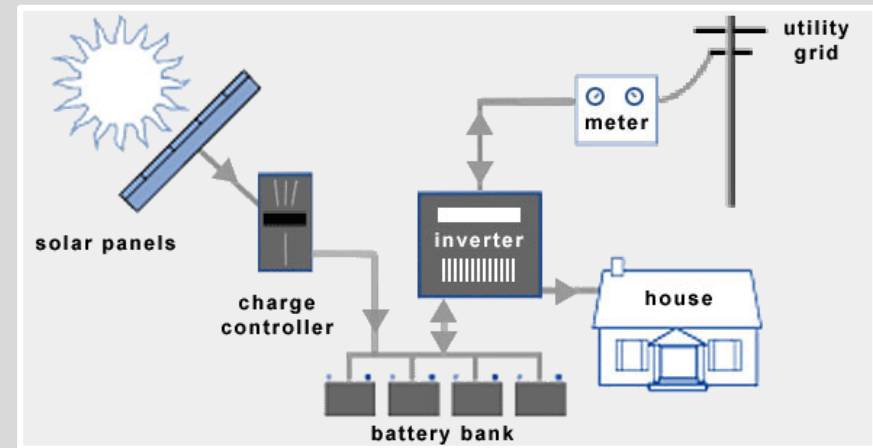 utility
grid
meter
inverter
solar panels
house
charge
controller
battery bank